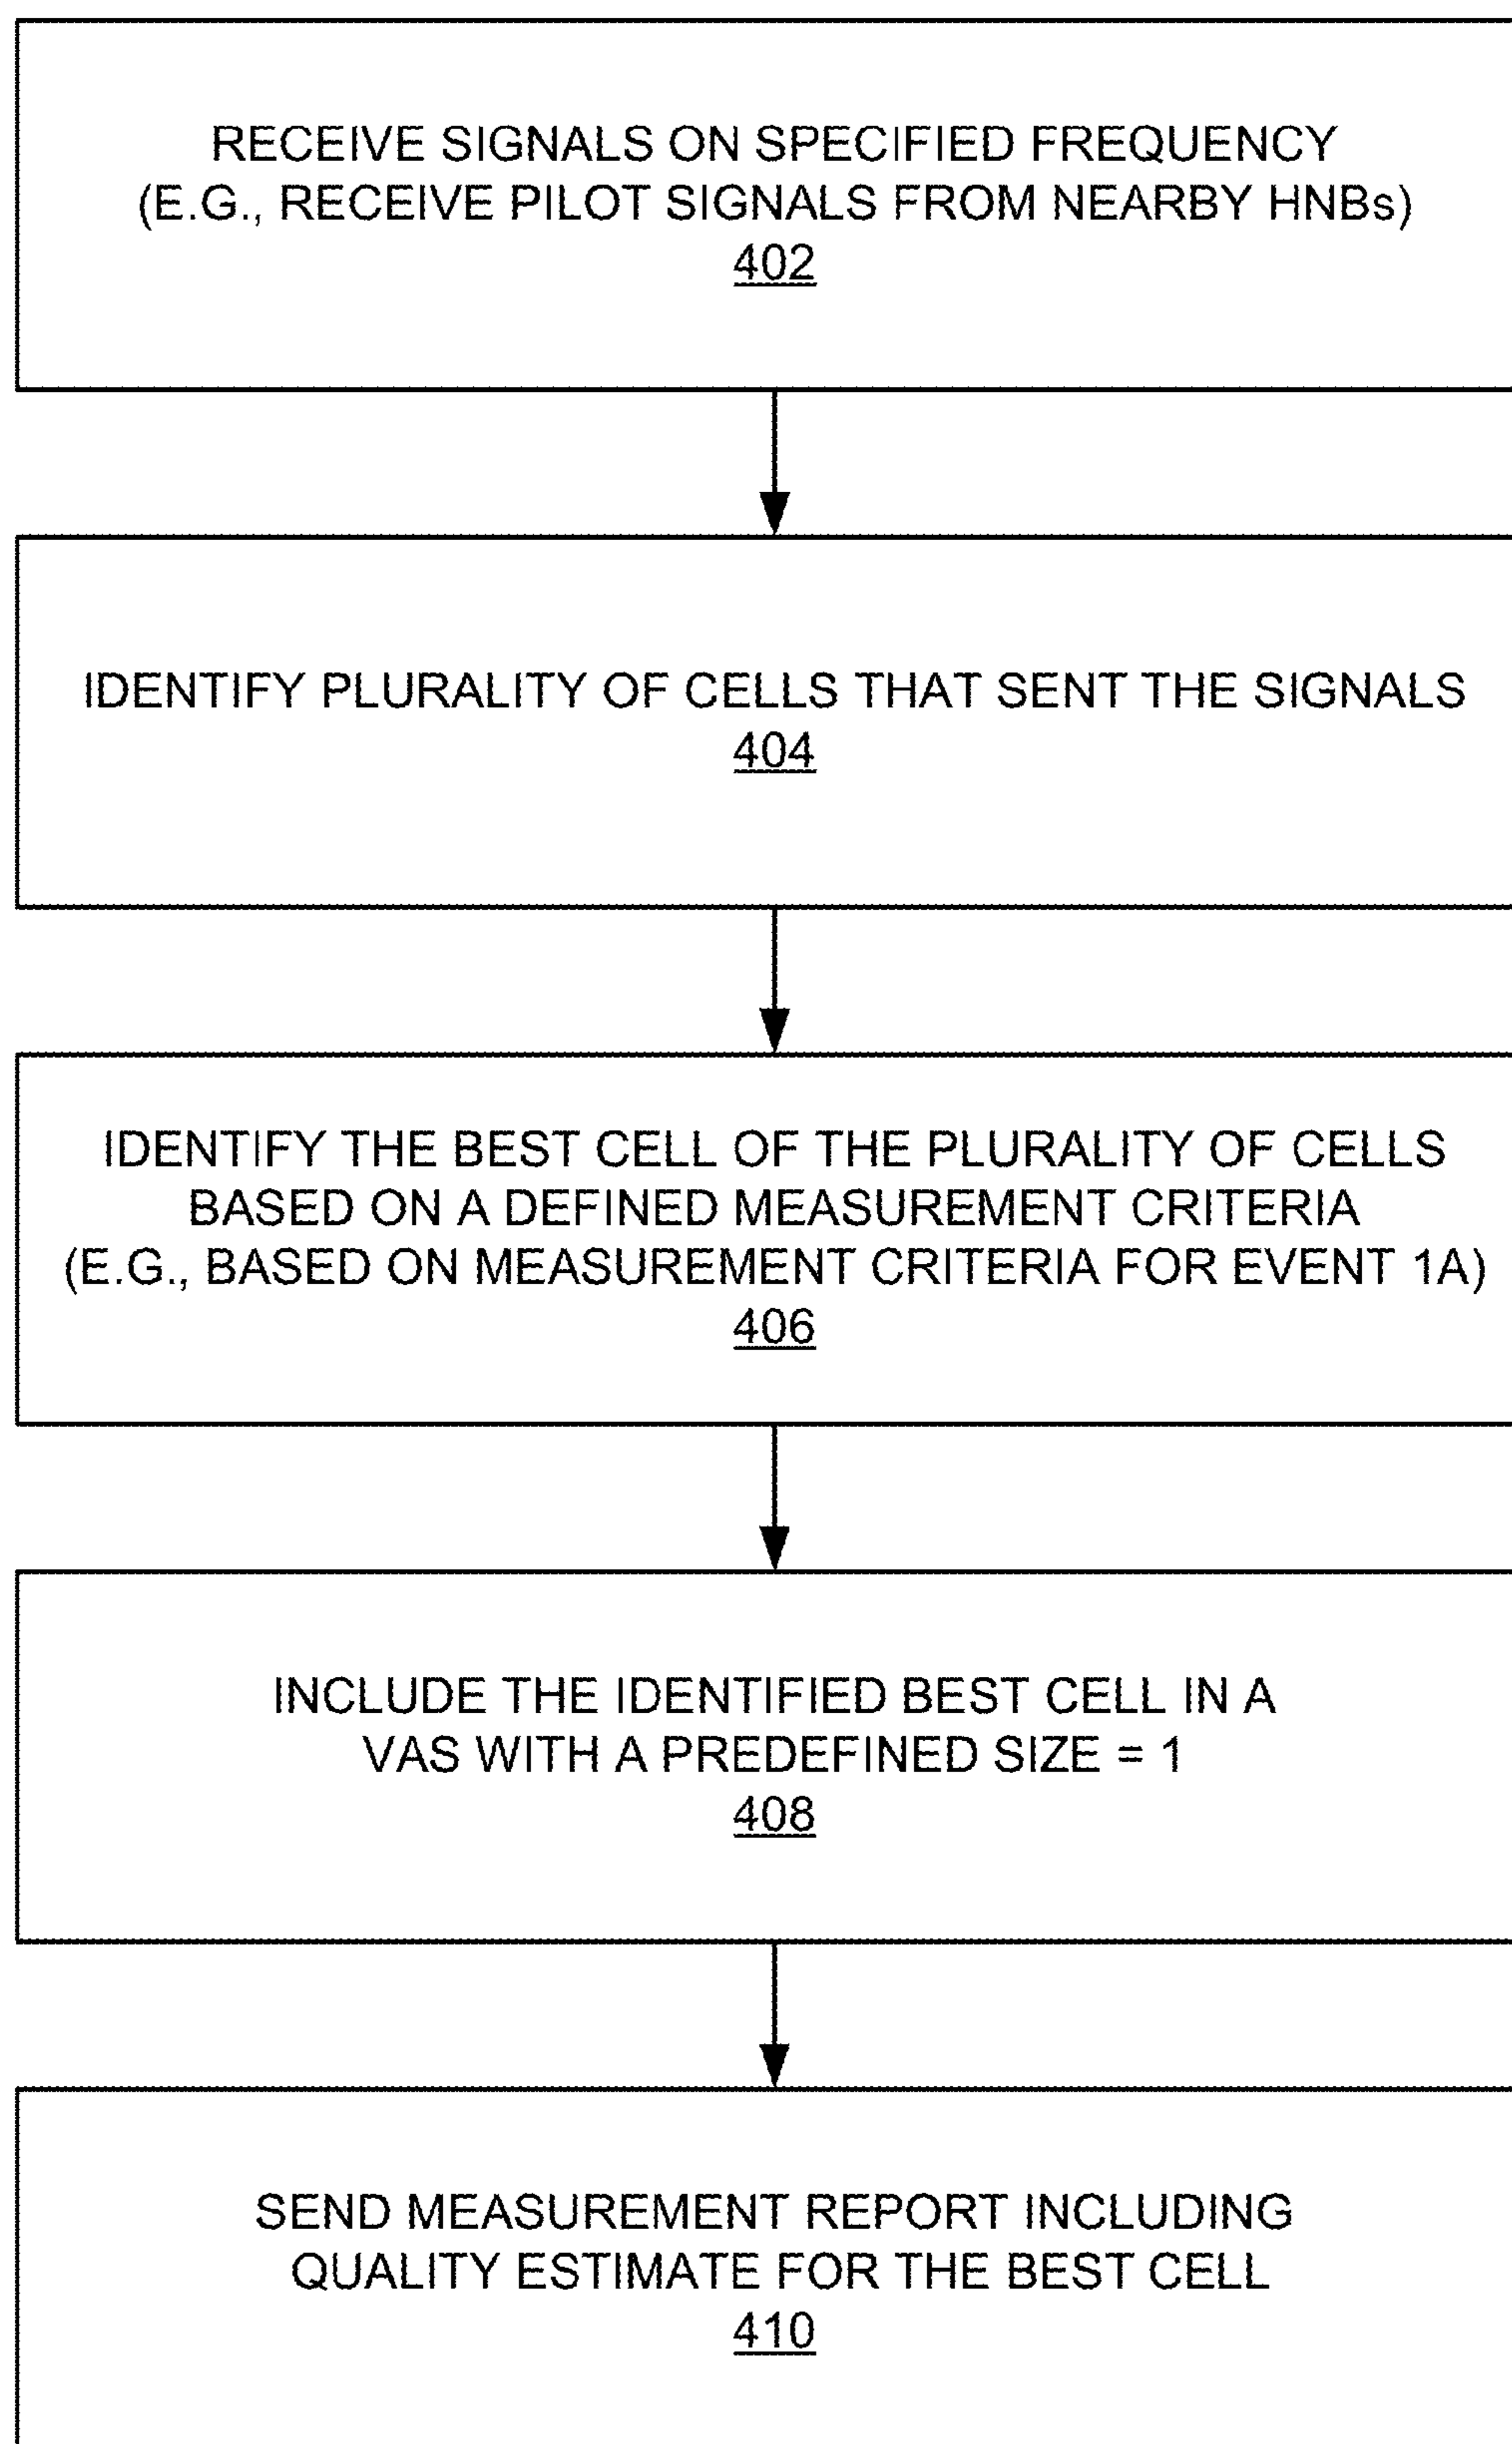 RECEIVE SIGNALS ON SPECIFIED FREQUENCY
(E.G., RECEIVE PILOT SIGNALS FROM NEARBY HNBs)
402
IDENTIFY PLURALITY OF CELLS THAT SENT THE SIGNALS
404
IDENTIFY THE BEST CELL OF THE PLURALITY OF CELLS
BASED ON A DEFINED MEASUREMENT CRITERIA
(E.G., BASED ON MEASUREMENT CRITERIA FOR EVENT 1A)
406
INCLUDE THE IDENTIFIED BEST CELL IN A
VAS WITH A PREDEFINED SIZE = 1
408
SEND MEASUREMENT REPORT INCLUDING
QUALITY ESTIMATE FOR THE BEST CELL
410